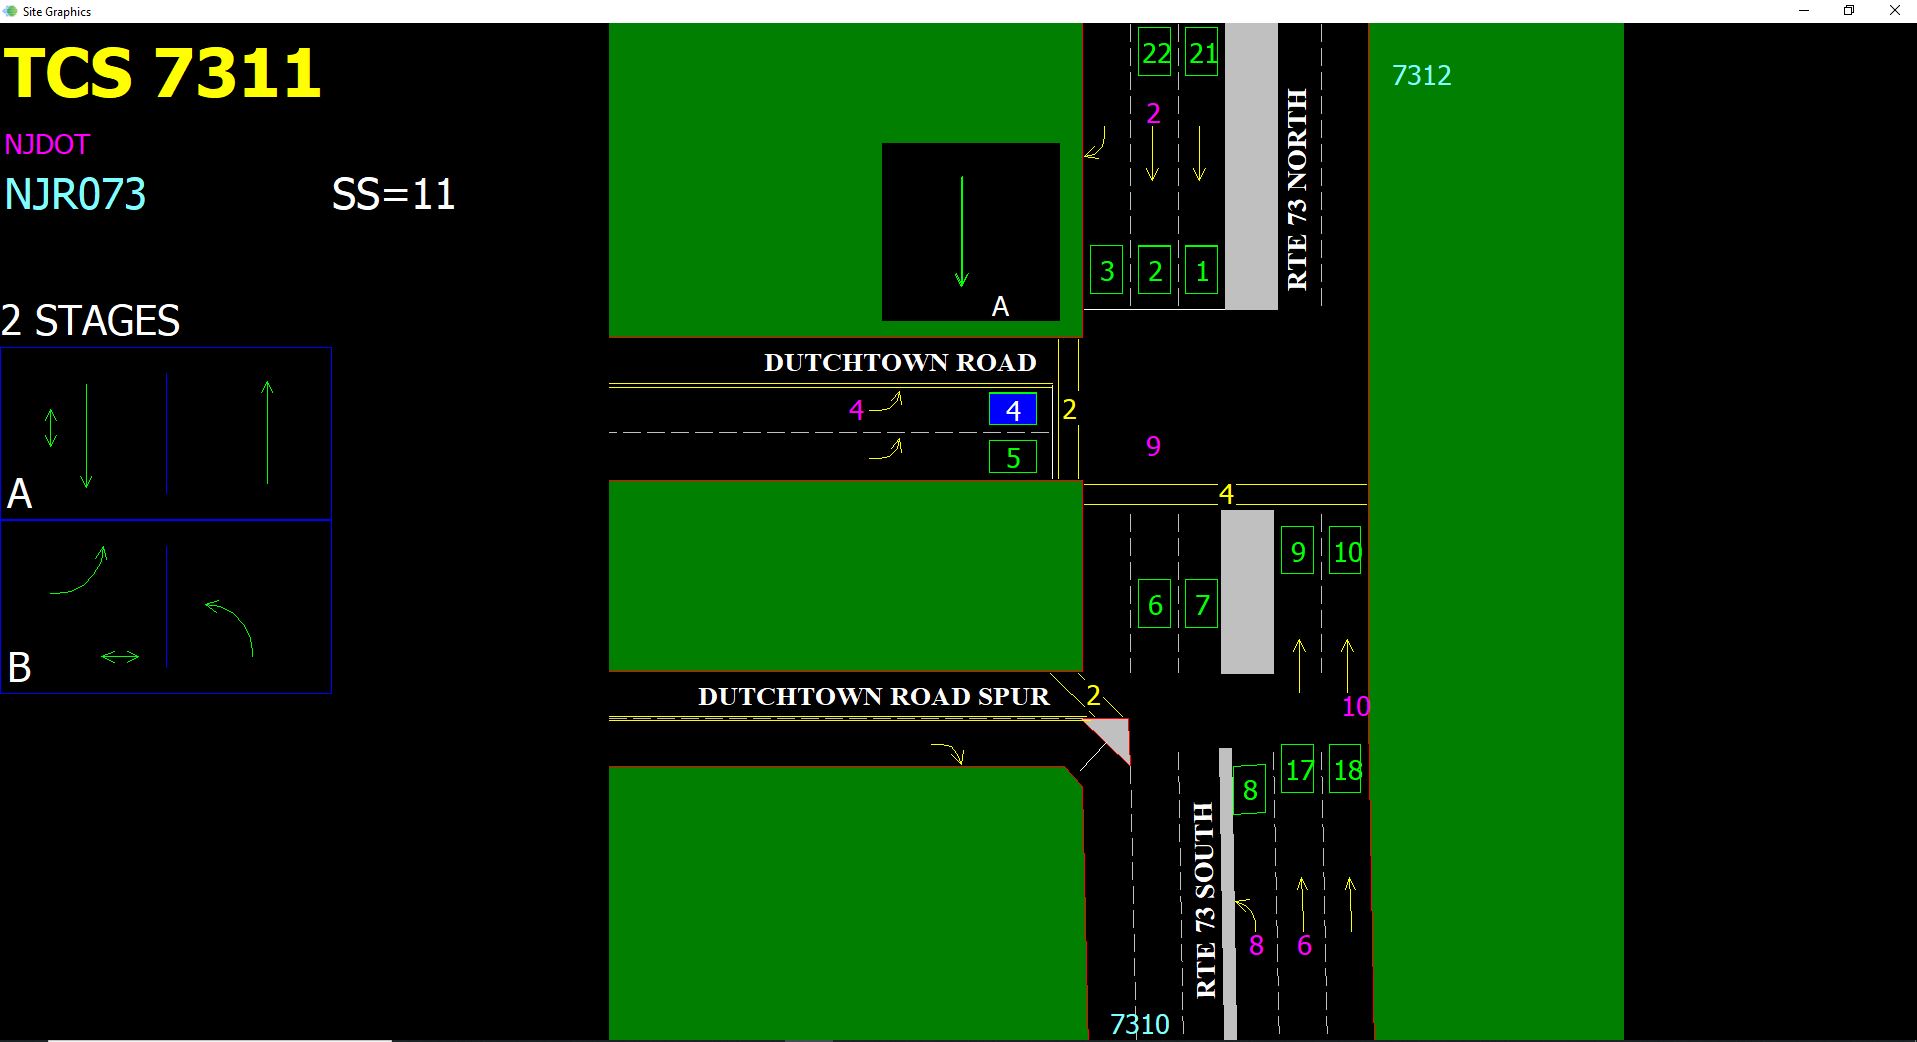 Site Graphics
TCS 7311
NJDOT
NJR073 SS=11
2 STAGES
A
B
22 21
7312
2
RTE 73 NORTH
3 2 1
A
DUTCHTOWN ROAD
4 4 2
5
9
4
9 10
6 7
DUTCHTOWN ROAD SPUR 2
10
17 18
8
RTE 73 SOUTH
8 6
7310